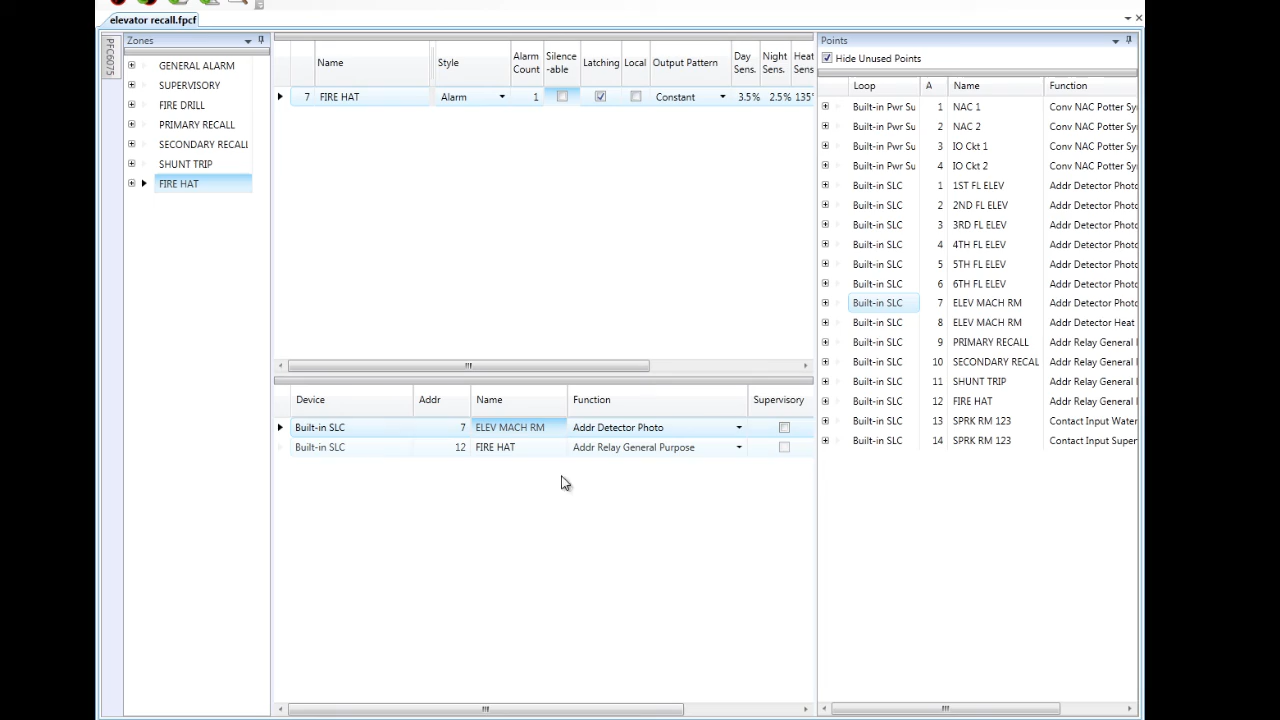 elevator recall.fpcf
PFC6075
Zones
GENERAL ALARM
SUPERVISORY
FIRE DRILL
PRIMARY RECALL
SECONDARY RECALL
SHUNT TRIP
FIRE HAT
Name Style Alarm Count Silence -able Latching Local Output Pattern Day Sens. Night Sens. Heat Sens
7 FIRE HAT Alarm 1 Constant 3.5% 2.5% 135°
Device Addr Name Function Supervisory
Built-in SLC 7 ELEV MACH RM Addr Detector Photo
Built-in SLC 12 FIRE HAT Addr Relay General Purpose
Points
Hide Unused Points
Loop A Name Function
Built-in Pwr Su 1 NAC 1 Conv NAC Potter Sy
Built-in Pwr Su 2 NAC 2 Conv NAC Potter Sy
Built-in Pwr Su 3 IO Ckt 1 Conv NAC Potter Sy
Built-in Pwr Su 4 IO Ckt 2 Conv NAC Potter Sy
Built-in SLC 1 1ST FL ELEV Addr Detector Photo
Built-in SLC 2 2ND FL ELEV Addr Detector Photo
Built-in SLC 3 3RD FL ELEV Addr Detector Photo
Built-in SLC 4 4TH FL ELEV Addr Detector Photo
Built-in SLC 5 5TH FL ELEV Addr Detector Photo
Built-in SLC 6 6TH FL ELEV Addr Detector Photo
Built-in SLC 7 ELEV MACH RM Addr Detector Photo
Built-in SLC 8 ELEV MACH RM Addr Detector Heat
Built-in SLC 9 PRIMARY RECALL Addr Relay General
Built-in SLC 10 SECONDARY RECAL Addr Relay General
Built-in SLC 11 SHUNT TRIP Addr Relay General
Built-in SLC 12 FIRE HAT Addr Relay General
Built-in SLC 13 SPRK RM 123 Contact Input Water
Built-in SLC 14 SPRK RM 123 Contact Input Super